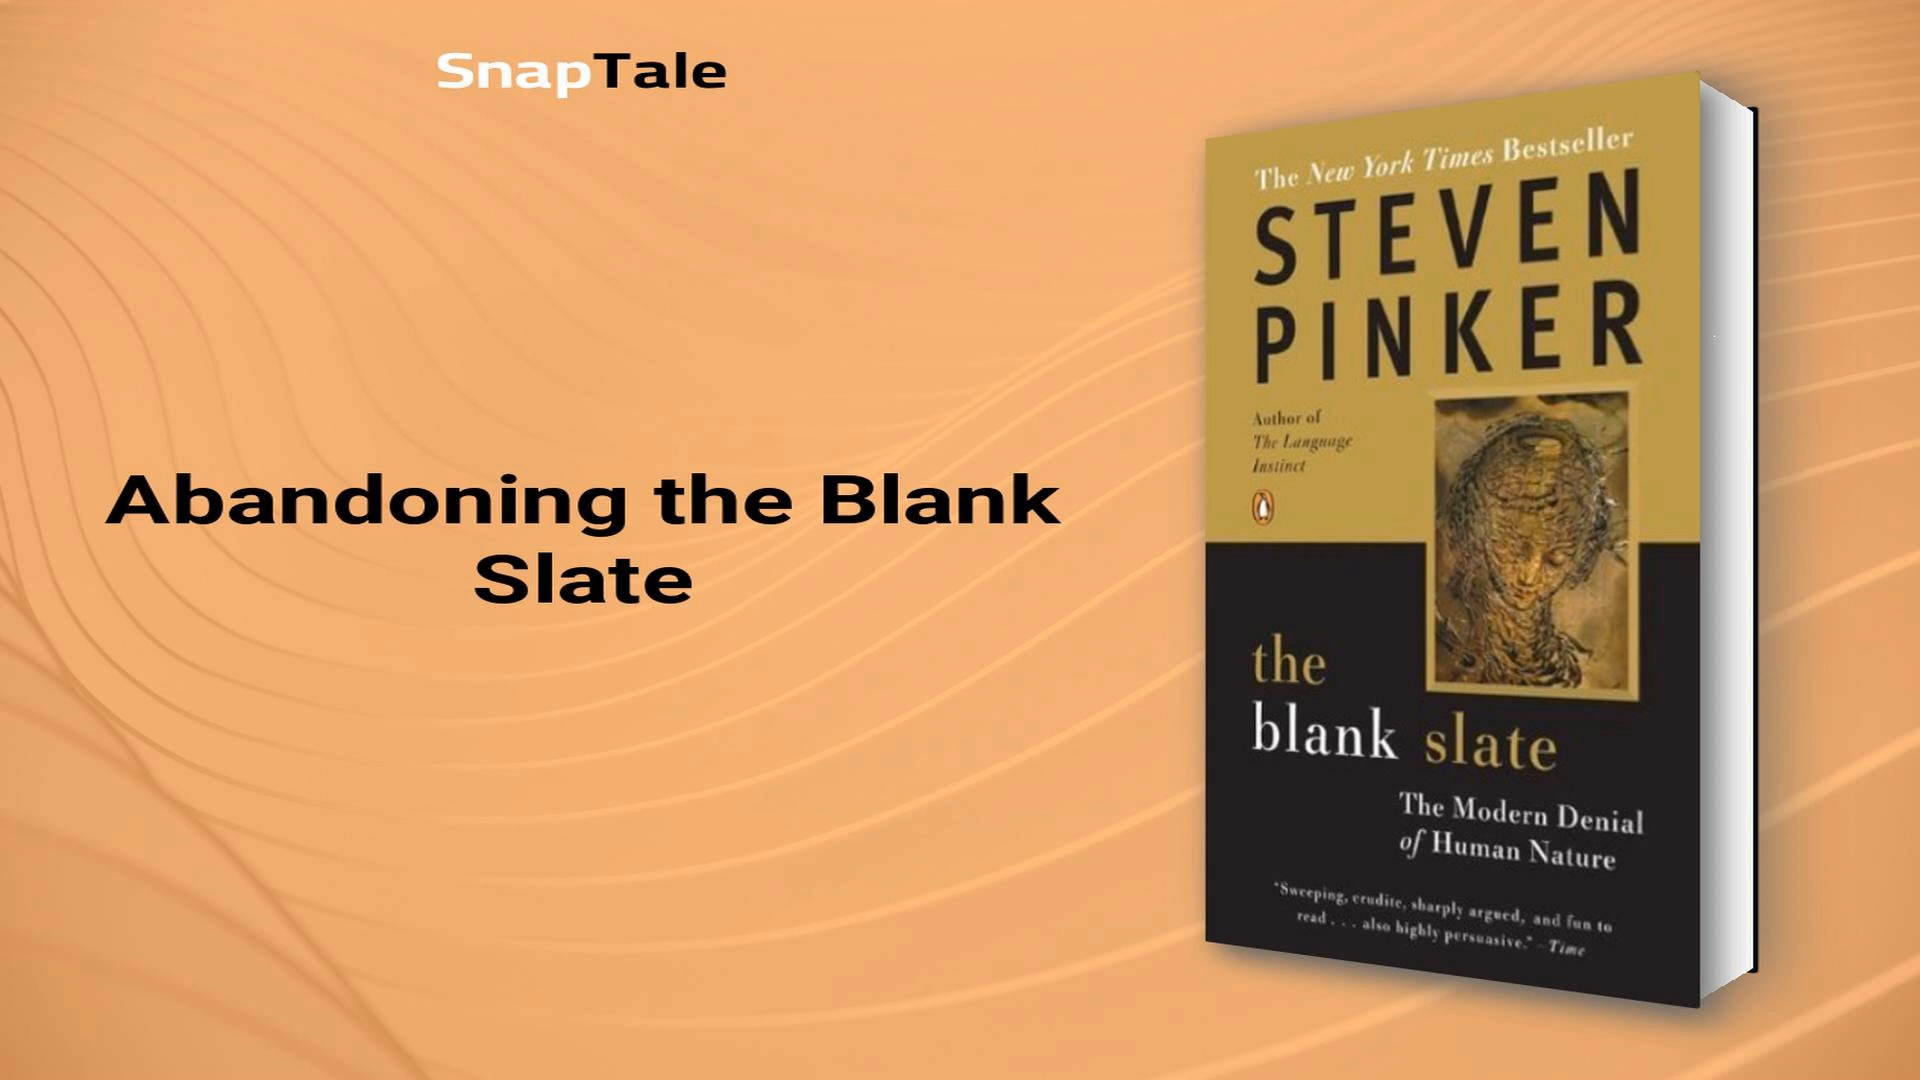 SnapTale
Abandoning the Blank
Slate
The New York Times Bestseller
STEVEN
PINKER
Author of
The Language
Instinct
the
blank slate
The Modern Denial
of Human Nature
"Sweeping, erudite, sharply argued, and fun to
read . . . also highly persuasive." –Time